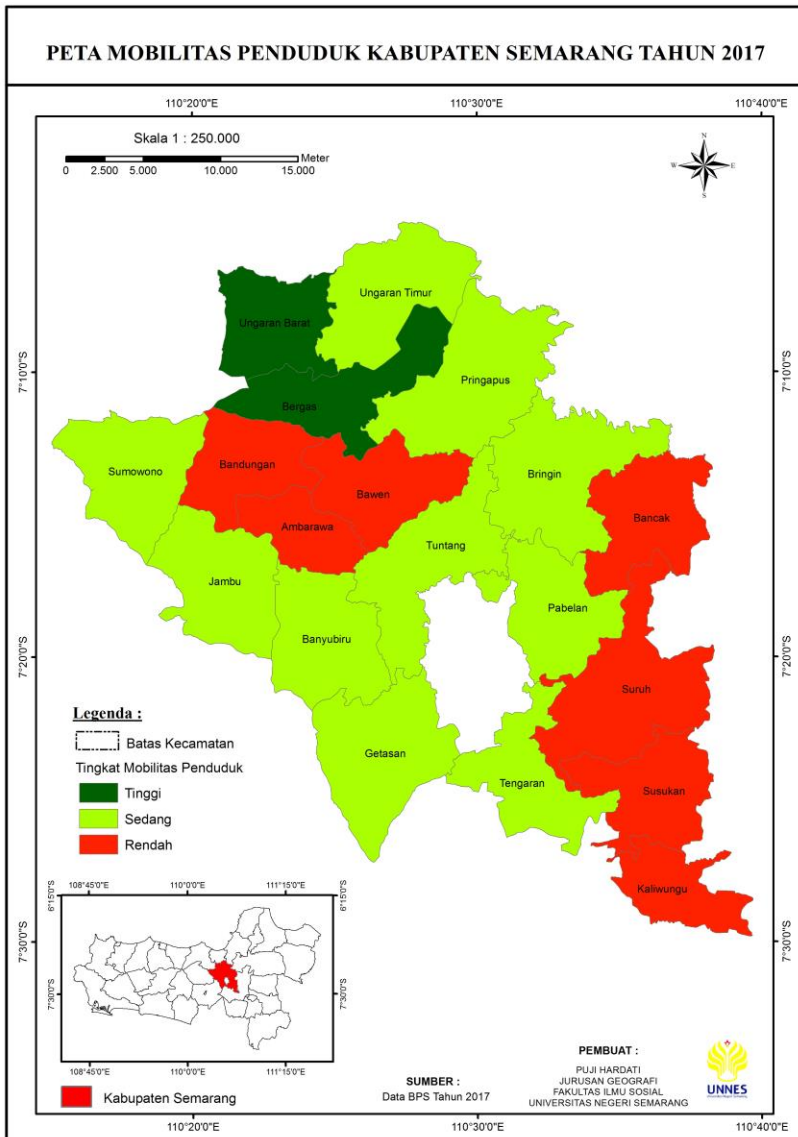 PETA MOBILITAS PENDUDUK KABUPATEN SEMARANG TAHUN 2017
110°20'0"E 110°30'0"E 110°40'0"E
Skala 1 : 250.000
Meter
0 2.500 5.000 10.000 15.000
N
W E
S
Ungaran Timur
Ungaran Barat
7°10'0"S 7°10'0"S
Pringapus
Bergas
Sumowono
Bandungan
Bringin
Bawen
Bancak
Ambarawa
Tuntang
Jambu
Pabelan
Banyubiru
7°20'0"S 7°20'0"S
Suruh
Getasan
Tengaran
Susukan
Kaliwungu
Legenda :
Batas Kecamatan
Tingkat Mobilitas Penduduk
Tinggi
Sedang
Rendah
108°45'0"E 110°0'0"E 111°15'0"E
6°15'0"S 6°15'0"S
7°30'0"S 7°30'0"S
7°30'0"S 7°30'0"S
108°45'0"E 110°0'0"E 111°15'0"E
Kabupaten Semarang
SUMBER :
Data BPS Tahun 2017
PEMBUAT :
PUJI HARDATI
JURUSAN GEOGRAFI
FAKULTAS ILMU SOSIAL
UNIVERSITAS NEGERI SEMARANG
UNNES
Universitas Negeri Semarang
110°20'0"E 110°30'0"E 110°40'0"E